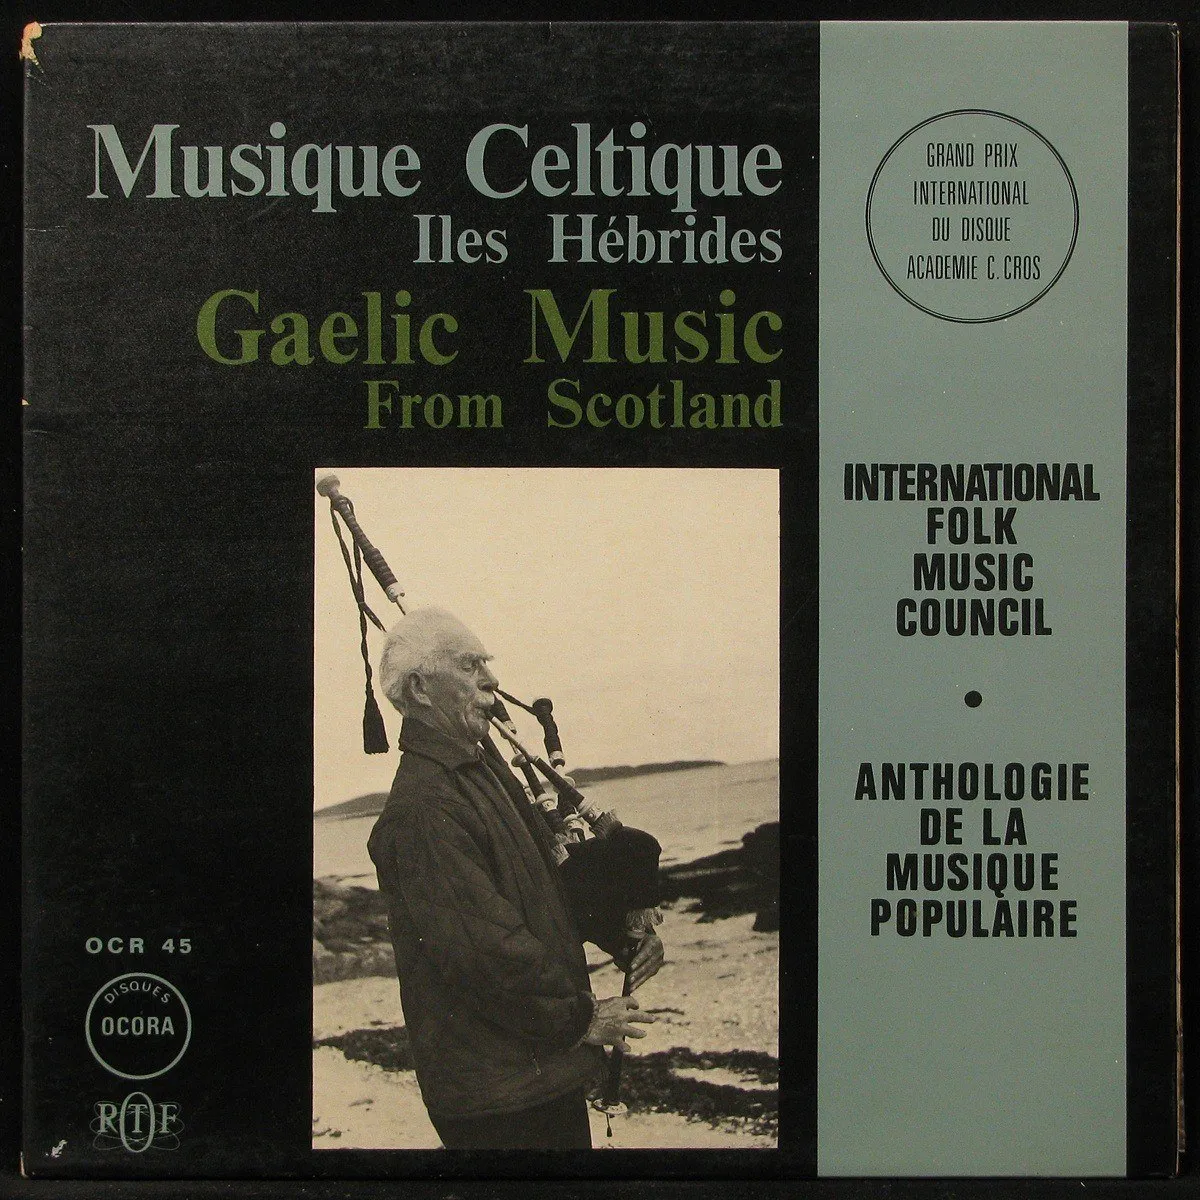 Musique Celtique
Iles Hébrides
Gaelic Music
From Scotland
GRAND PRIX
INTERNATIONAL
DU DISQUE
ACADEMIE C. CROS
INTERNATIONAL
FOLK
MUSIC
COUNCIL
•
ANTHOLOGIE
DE LA
MUSIQUE
POPULAIRE
OCR 45
DISQUES
OCORA
ORTF